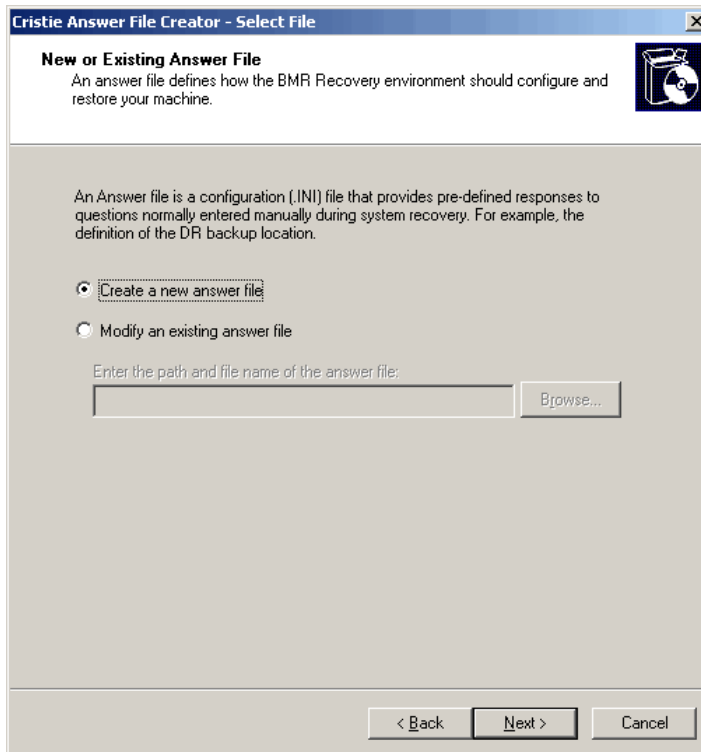 Cristie Answer File Creator - Select File
New or Existing Answer File
An answer file defines how the BMR Recovery environment should configure and
restore your machine.
An Answer file is a configuration (.INI) file that provides pre-defined responses to
questions normally entered manually during system recovery. For example, the
definition of the DR backup location.
Create a new answer file
Modify an existing answer file
Enter the path and file name of the answer file:
Browse...
< Back
Next >
Cancel